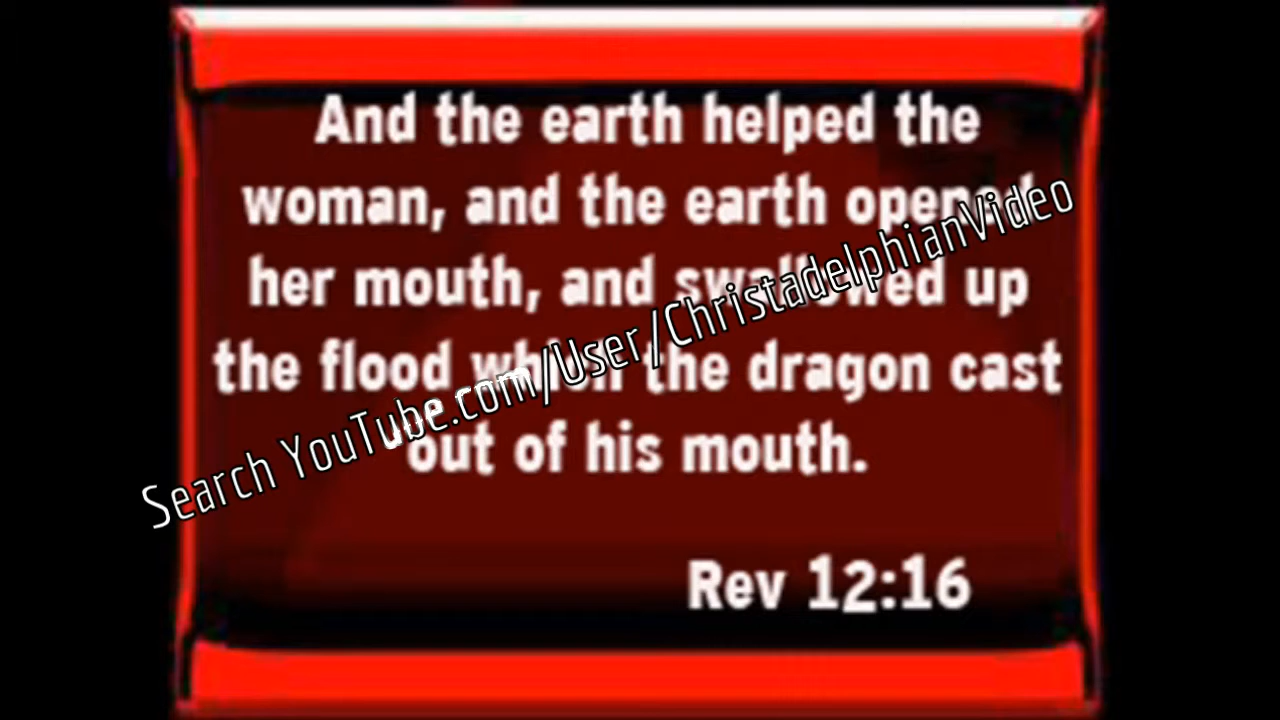 And the earth helped the
woman, and the earth opened
her mouth, and swallowed up
the flood which the dragon cast
out of his mouth.
Rev 12:16
Search YouTube.com/User/ChristadelphianVideo